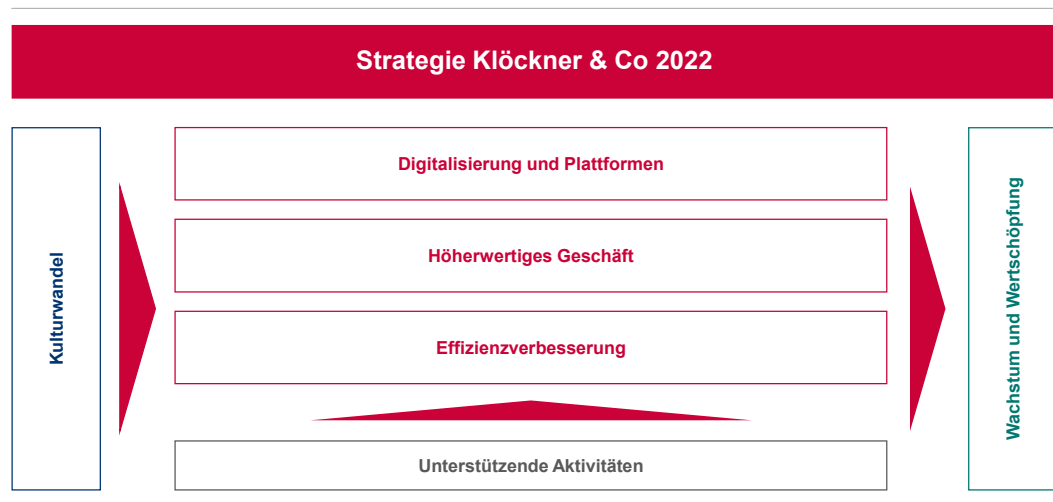 Strategie Klöckner & Co 2022
Kulturwandel
Digitalisierung und Plattformen
Höherwertiges Geschäft
Effizienzverbesserung
Unterstützende Aktivitäten
Wachstum und Wertschöpfung